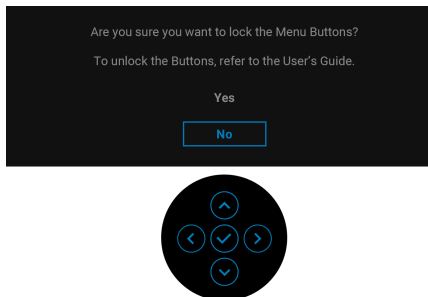 Are you sure you want to lock the Menu Buttons?
To unlock the Buttons, refer to the User's Guide.
Yes
No